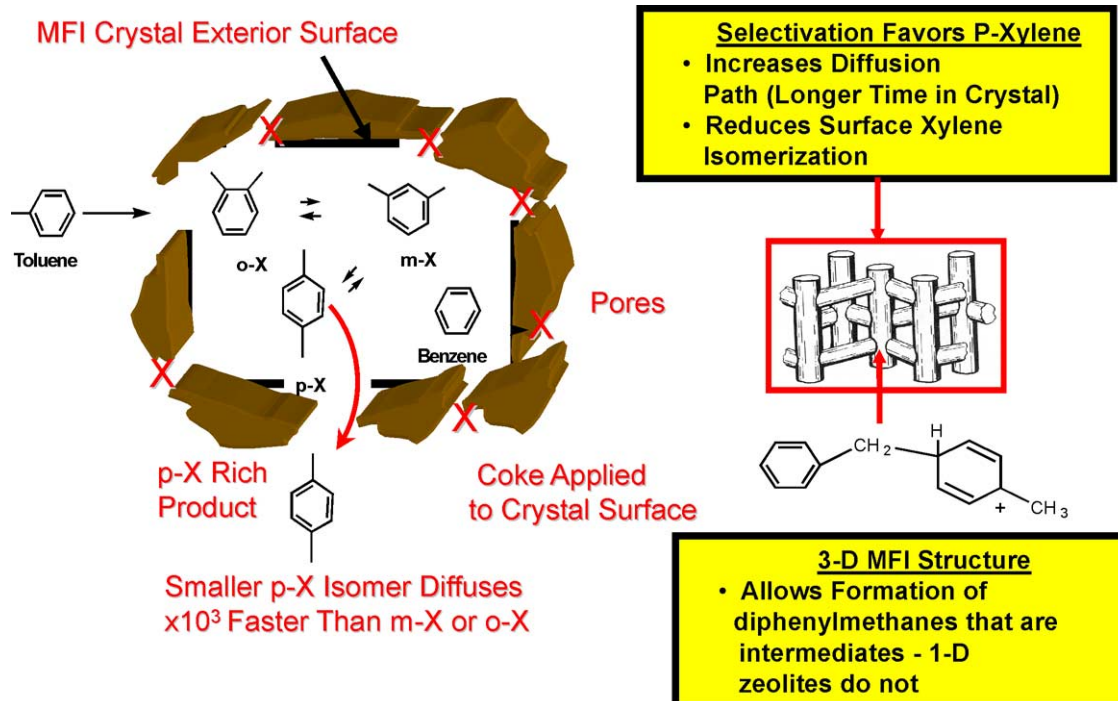 MFI Crystal Exterior Surface
X
X
X
X
X
X
Toluene
o-X
m-X
p-X
Benzene
Pores
p-X Rich
Product
Coke Applied
to Crystal Surface
Smaller p-X Isomer Diffuses
x10³ Faster Than m-X or o-X
Selectivation Favors P-Xylene
• Increases Diffusion
Path (Longer Time in Crystal)
• Reduces Surface Xylene
Isomerization
CH₂
H
+
CH₃
3-D MFI Structure
• Allows Formation of
diphenylmethanes that are
intermediates - 1-D
zeolites do not